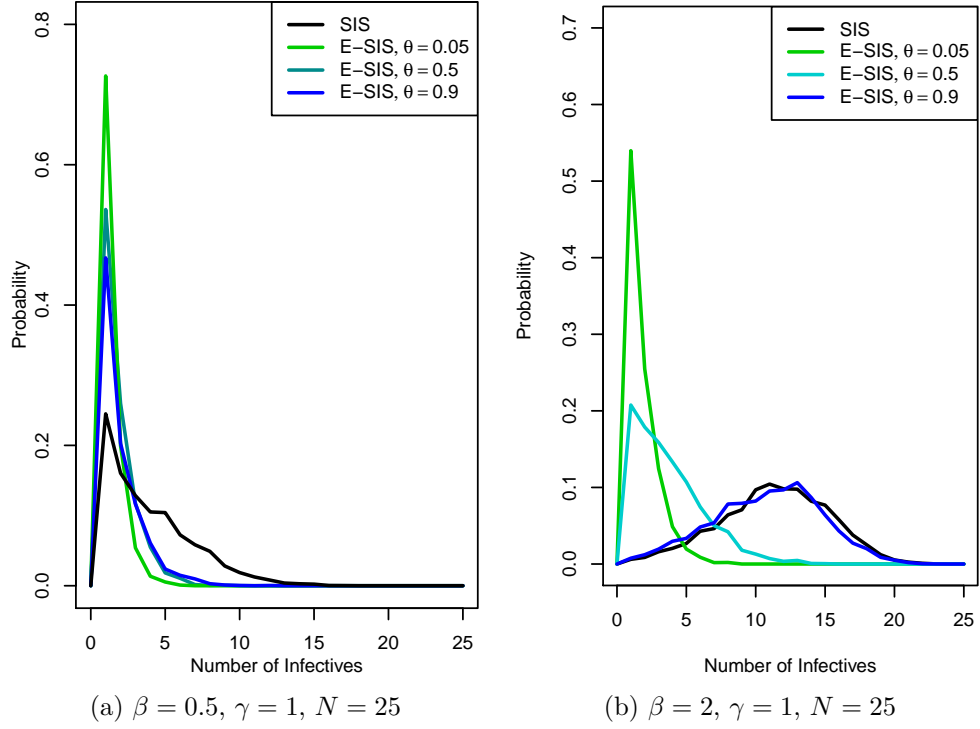 SIS
E−SIS, θ = 0.05
E−SIS, θ = 0.5
E−SIS, θ = 0.9
Probability
0.0 0.2 0.4 0.6 0.8
0 5 10 15 20 25
Number of Infectives
(a) β = 0.5, γ = 1, N = 25
SIS
E−SIS, θ = 0.05
E−SIS, θ = 0.5
E−SIS, θ = 0.9
Probability
0.0 0.1 0.2 0.3 0.4 0.5 0.6 0.7
0 5 10 15 20 25
Number of Infectives
(b) β = 2, γ = 1, N = 25